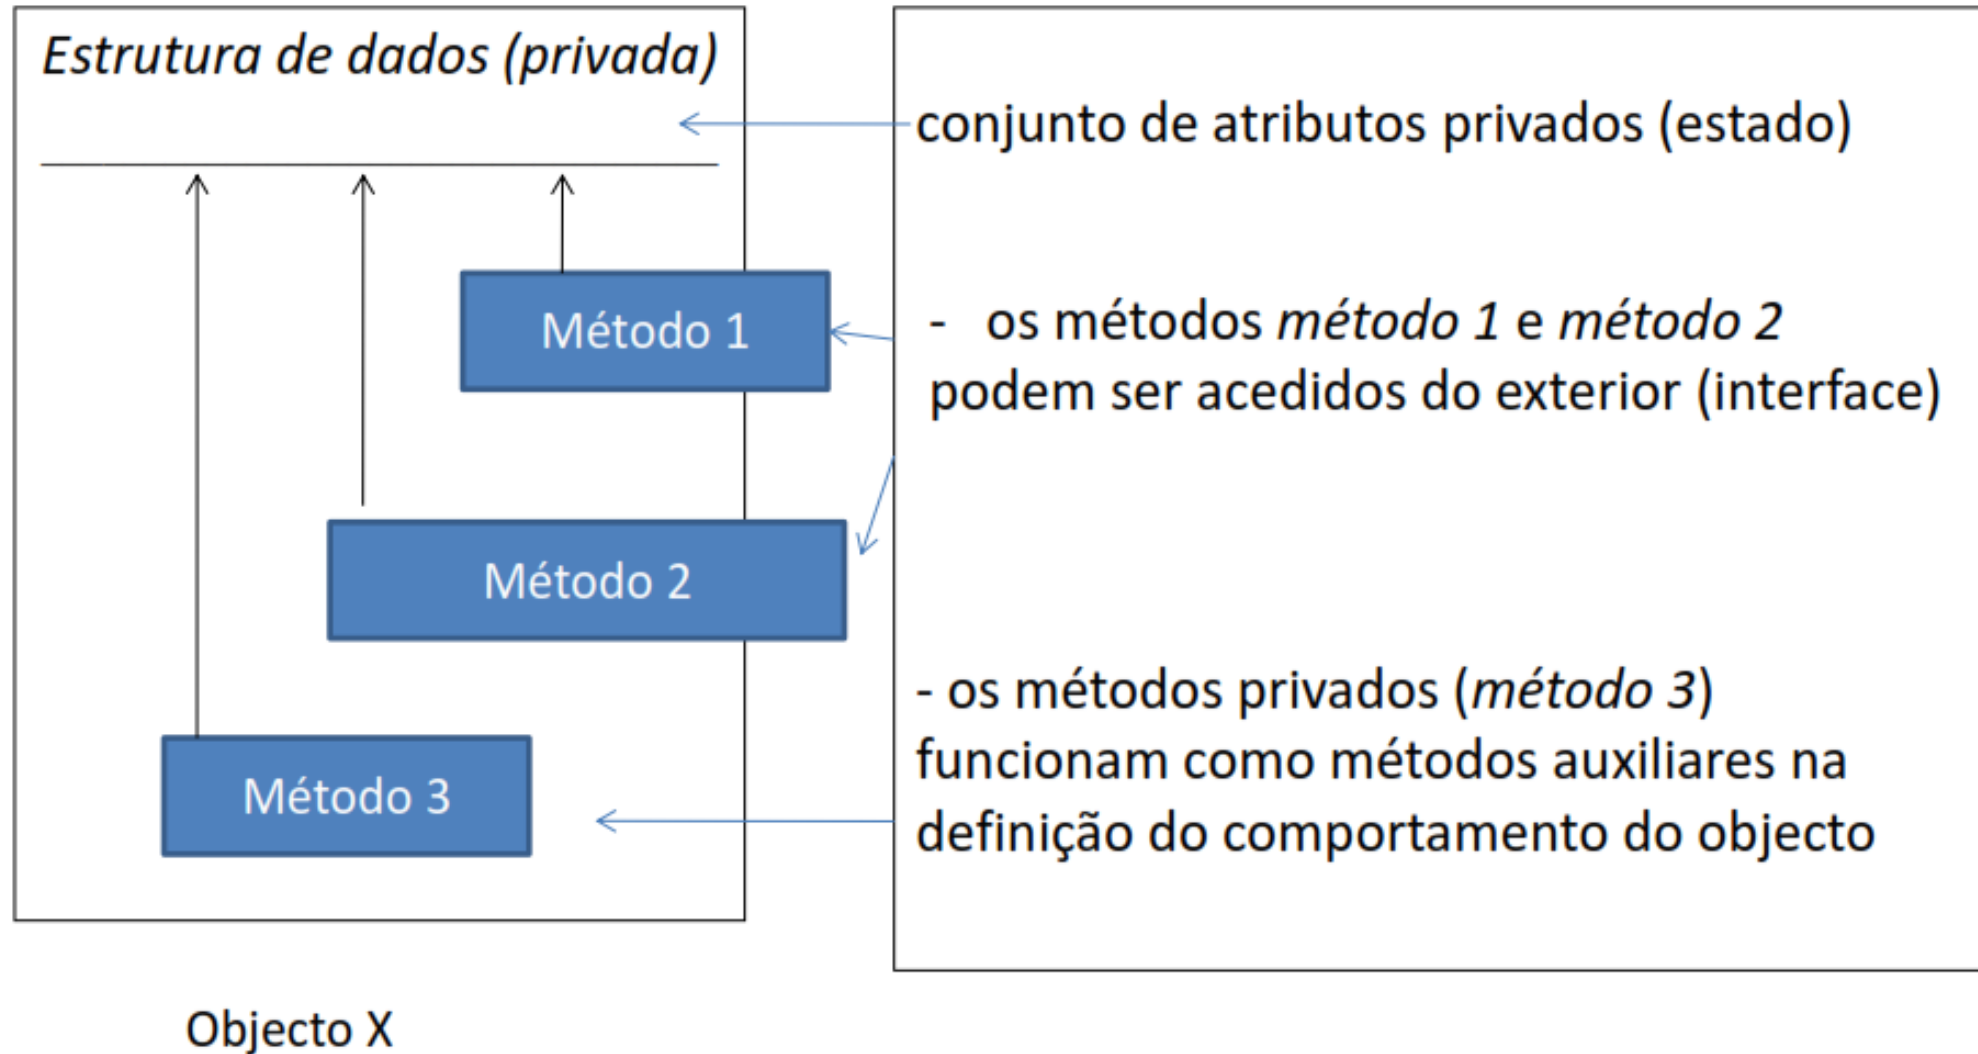 Estrutura de dados (privada)
conjunto de atributos privados (estado)
Método 1
- os métodos método 1 e método 2
podem ser acedidos do exterior (interface)
Método 2
Método 3
- os métodos privados (método 3)
funcionam como métodos auxiliares na
definição do comportamento do objecto
Objecto X